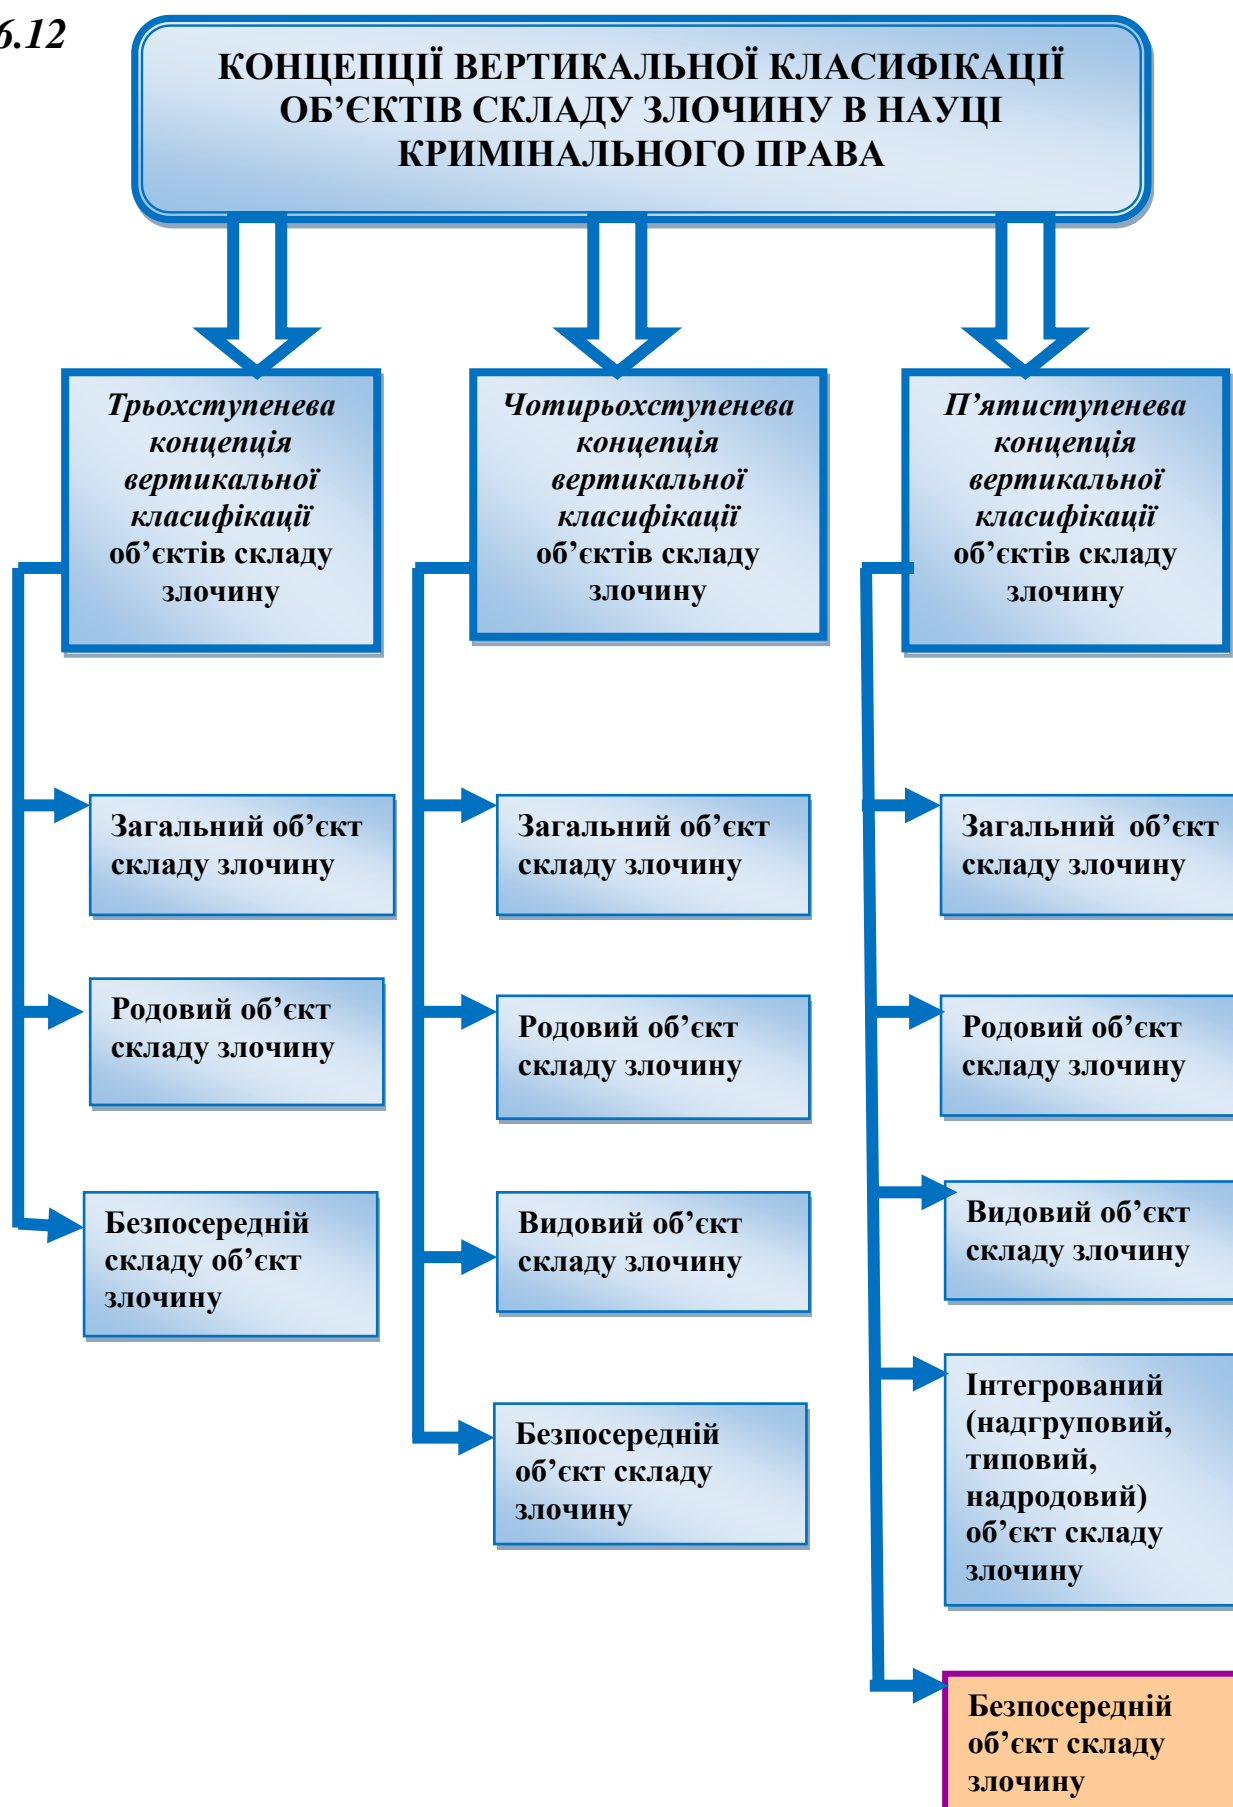 6.12
КОНЦЕПЦІЇ ВЕРТИКАЛЬНОЇ КЛАСИФІКАЦІЇ
ОБ’ЄКТІВ СКЛАДУ ЗЛОЧИНУ В НАУЦІ
КРИМІНАЛЬНОГО ПРАВА
Трьохступенева
концепція
вертикальної
класифікації
об’єктів складу
злочину
Загальний об’єкт
складу злочину
Родовий об’єкт
складу злочину
Безпосередній
складу об’єкт
злочину
Чотирьохступенева
концепція
вертикальної
класифікації
об’єктів складу
злочину
Загальний об’єкт
складу злочину
Родовий об’єкт
складу злочину
Видовий об’єкт
складу злочину
Безпосередній
об’єкт складу
злочину
П’ятиступенева
концепція
вертикальної
класифікації
об’єктів складу
злочину
Загальний об’єкт
складу злочину
Родовий об’єкт
складу злочину
Видовий об’єкт
складу злочину
Інтегрований
(надгруповий,
типовий,
надродовий)
об’єкт складу
злочину
Безпосередній
об’єкт складу
злочину